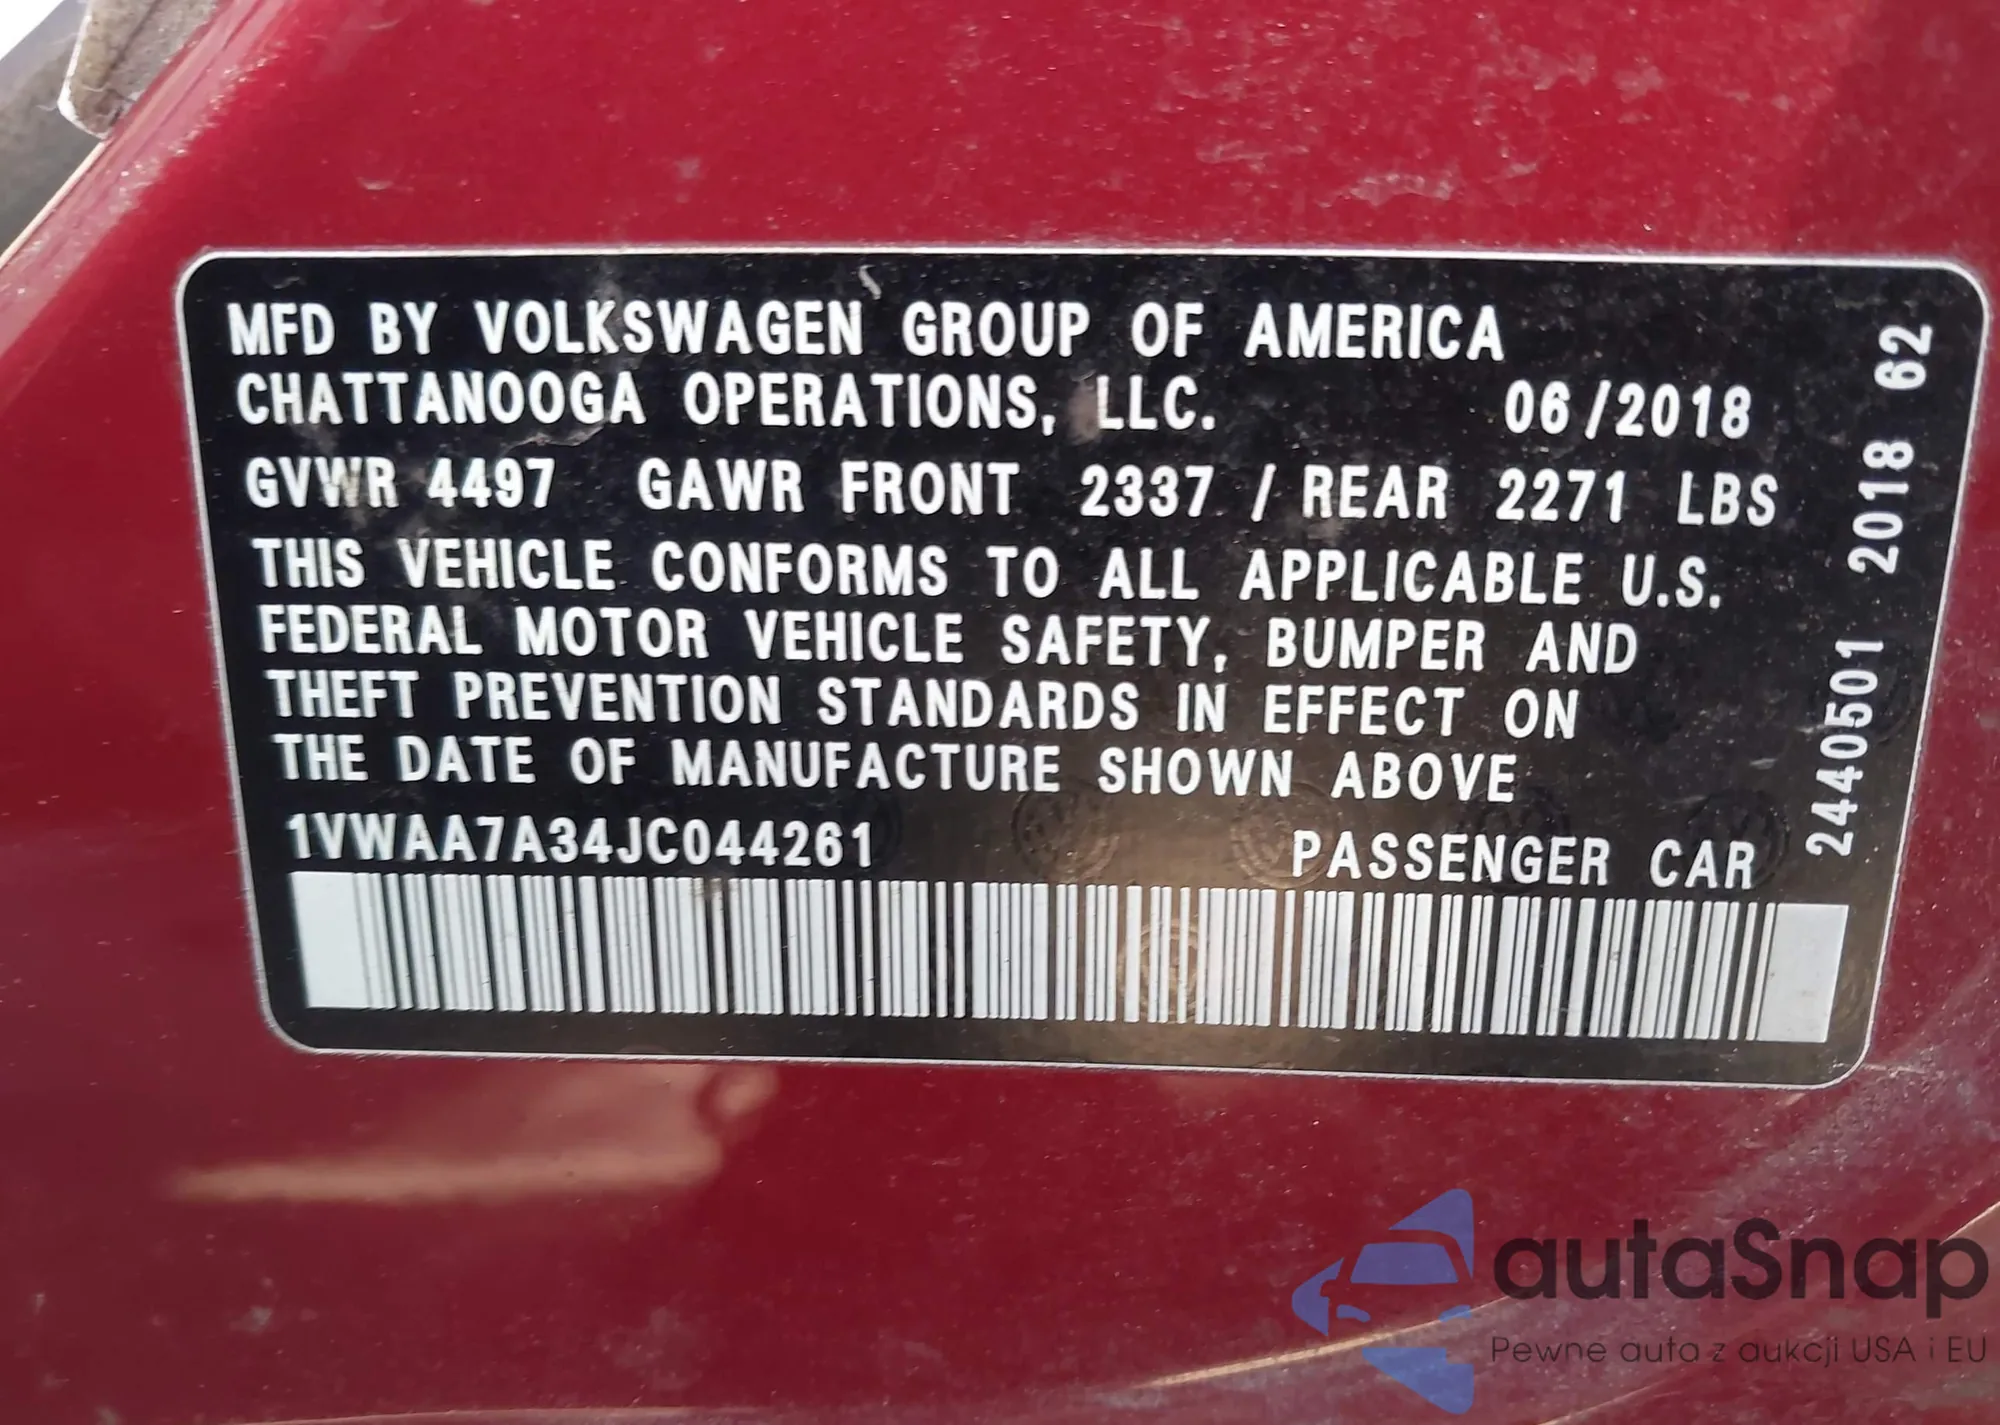 MFD BY VOLKSWAGEN GROUP OF AMERICA
CHATTANOOGA OPERATIONS, LLC. 06/2018
GVWR 4497 GAWR FRONT 2337 / REAR 2271 LBS
THIS VEHICLE CONFORMS TO ALL APPLICABLE U.S.
FEDERAL MOTOR VEHICLE SAFETY, BUMPER AND
THEFT PREVENTION STANDARDS IN EFFECT ON
THE DATE OF MANUFACTURE SHOWN ABOVE
1VWAA7A34JC044261 PASSENGER CAR
2440501 2018 62
autaSnap
Pewne auta z aukcji USA i EU